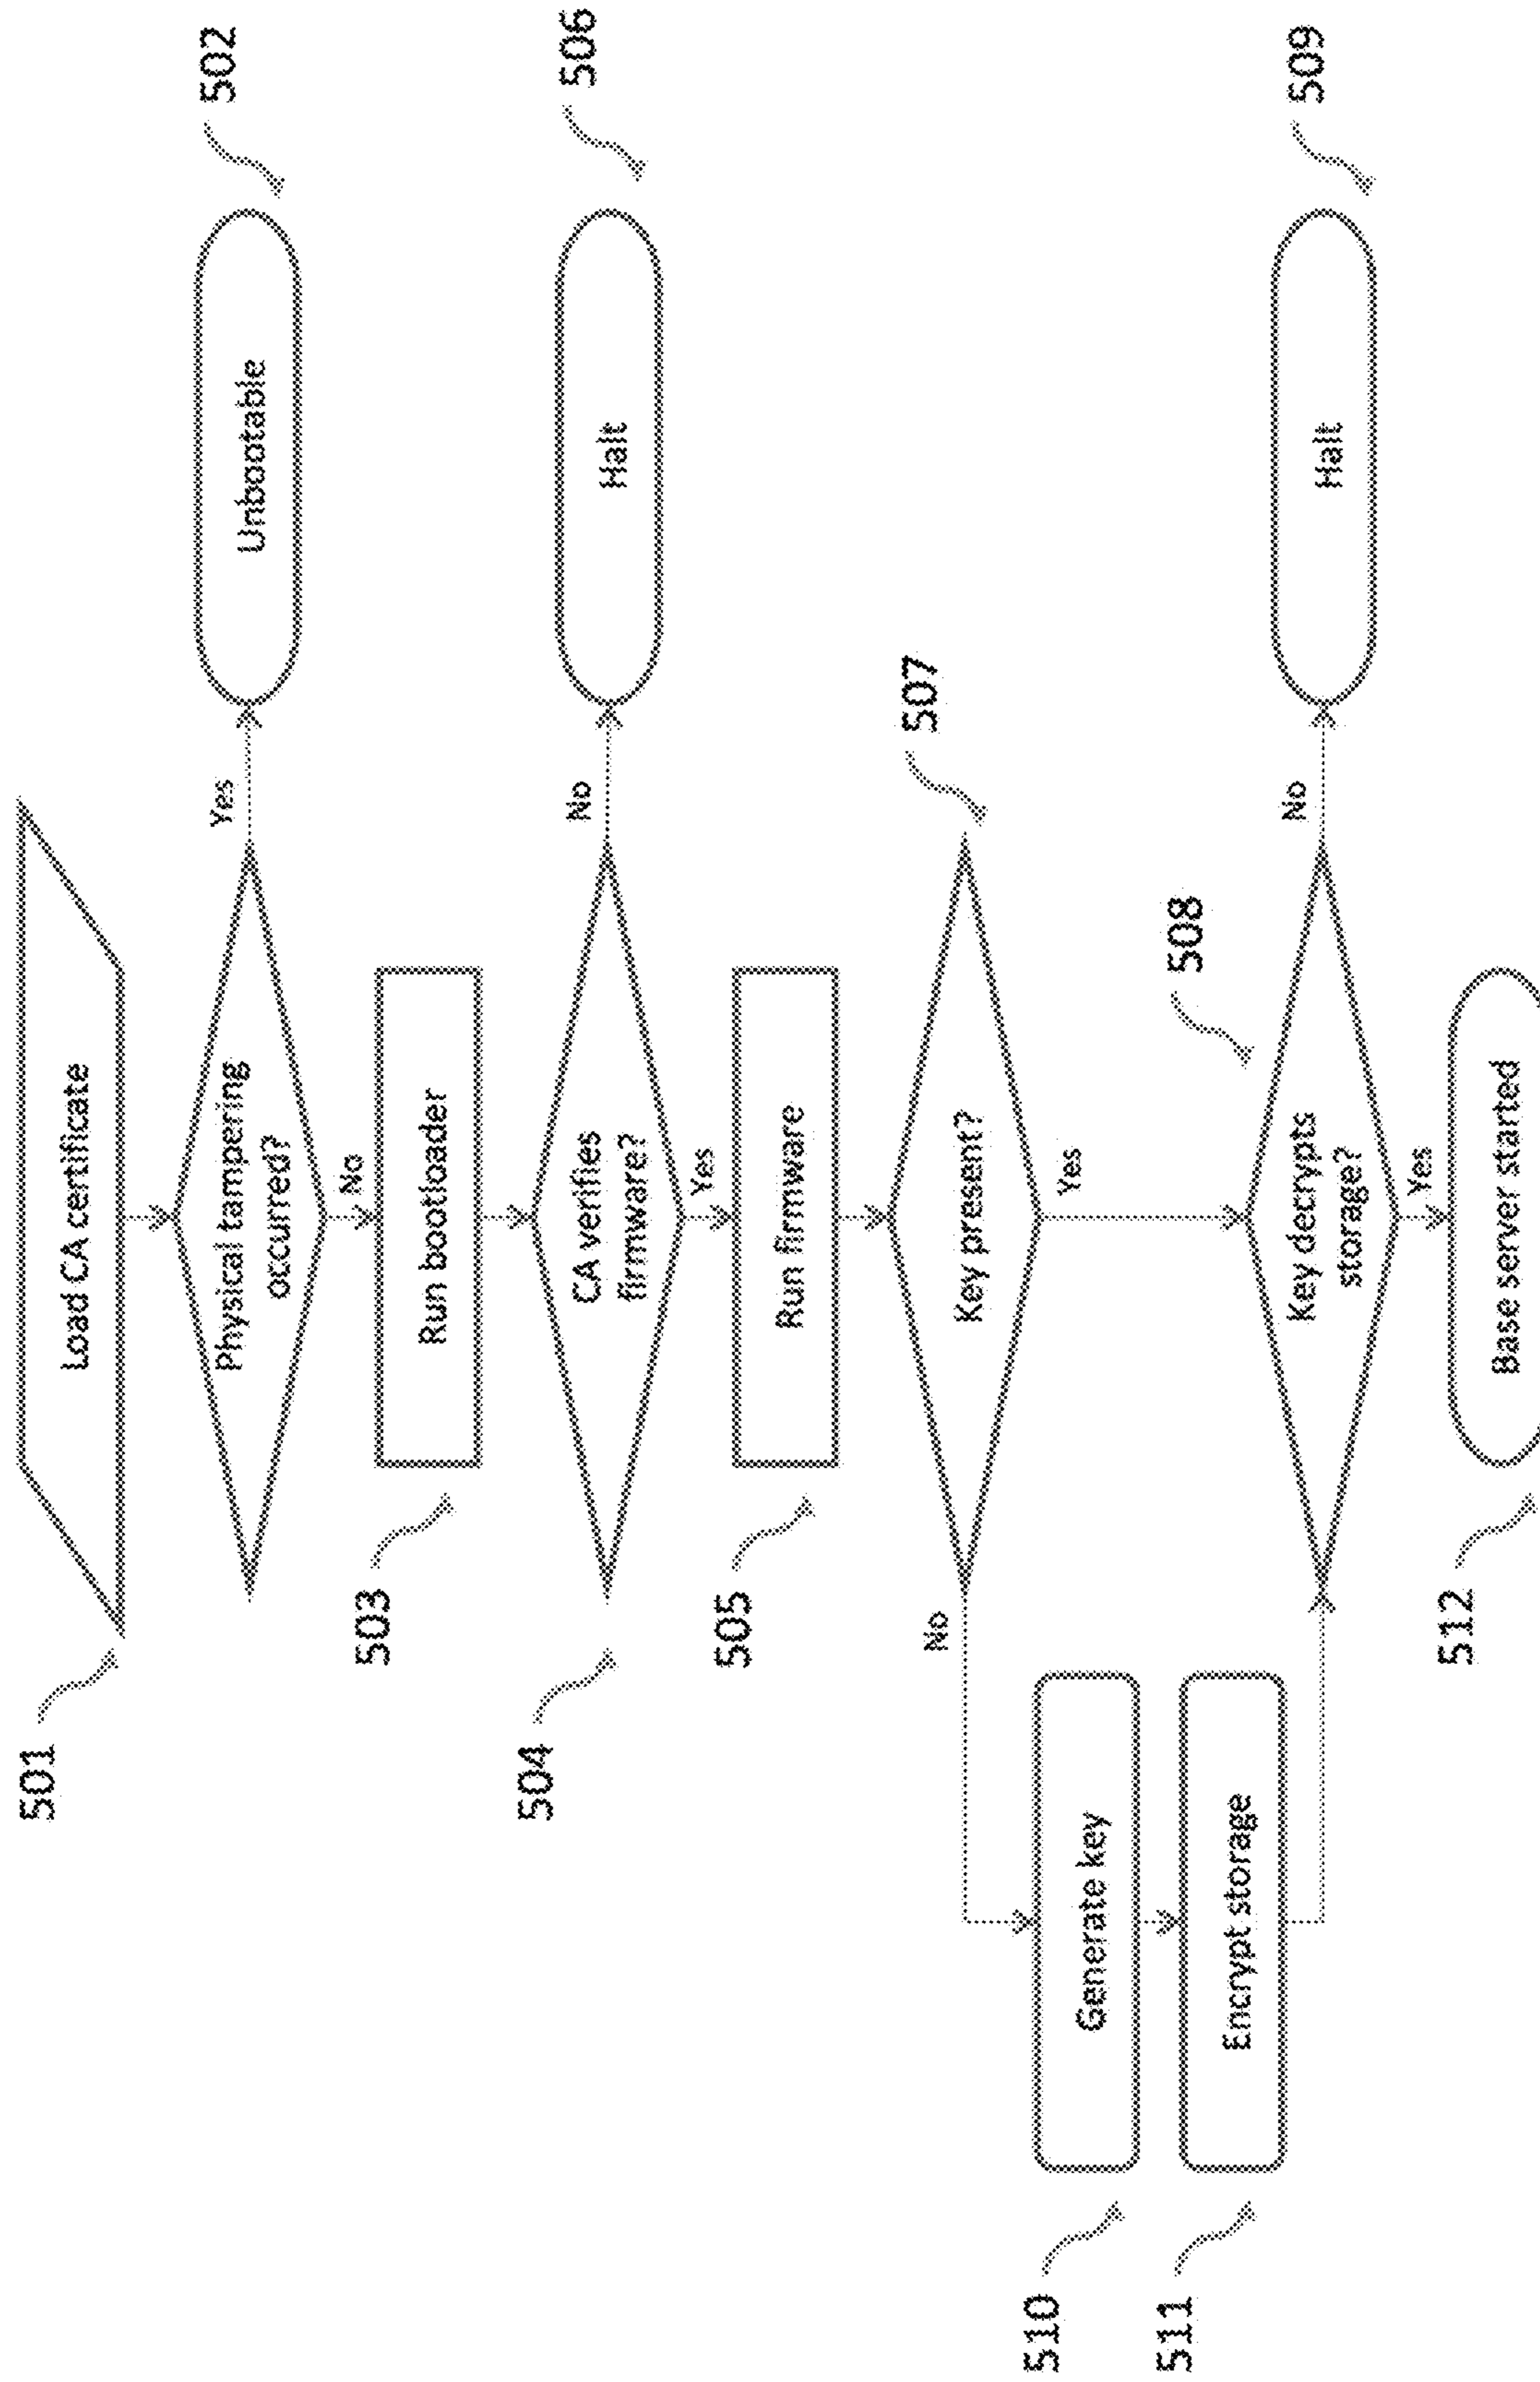 501
Load CA certificate
Physical tampering
occurred?
Yes
Unbootable
502
No
503
Run bootloader
504
CA verifies
firmware?
No
Halt
506
Yes
505
Run firmware
Key present?
507
No
Yes
510
Generate key
511
Encrypt storage
508
Key decrypts
storage?
No
Halt
509
Yes
512
Base server started